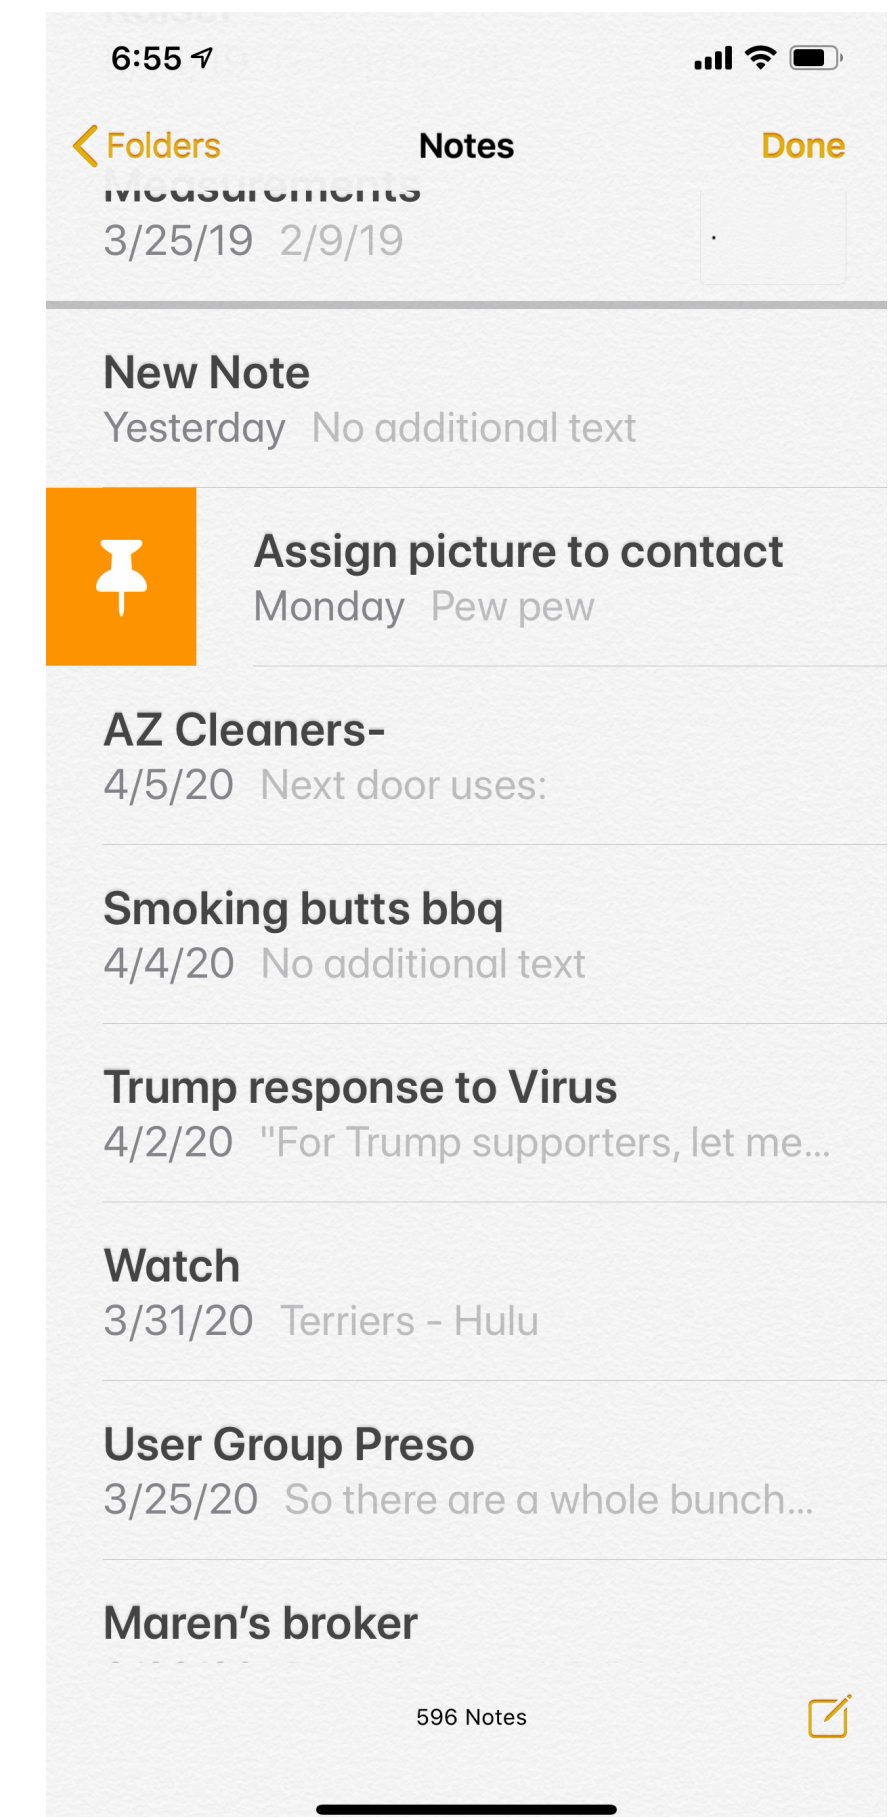 6:55
Folders
Notes
Done
Measurements
3/25/19 2/9/19
New Note
Yesterday No additional text
Assign picture to contact
Monday Pew pew
AZ Cleaners-
4/5/20 Next door uses:
Smoking butts bbq
4/4/20 No additional text
Trump response to Virus
4/2/20 "For Trump supporters, let me...
Watch
3/31/20 Terriers - Hulu
User Group Preso
3/25/20 So there are a whole bunch...
Maren's broker
596 Notes